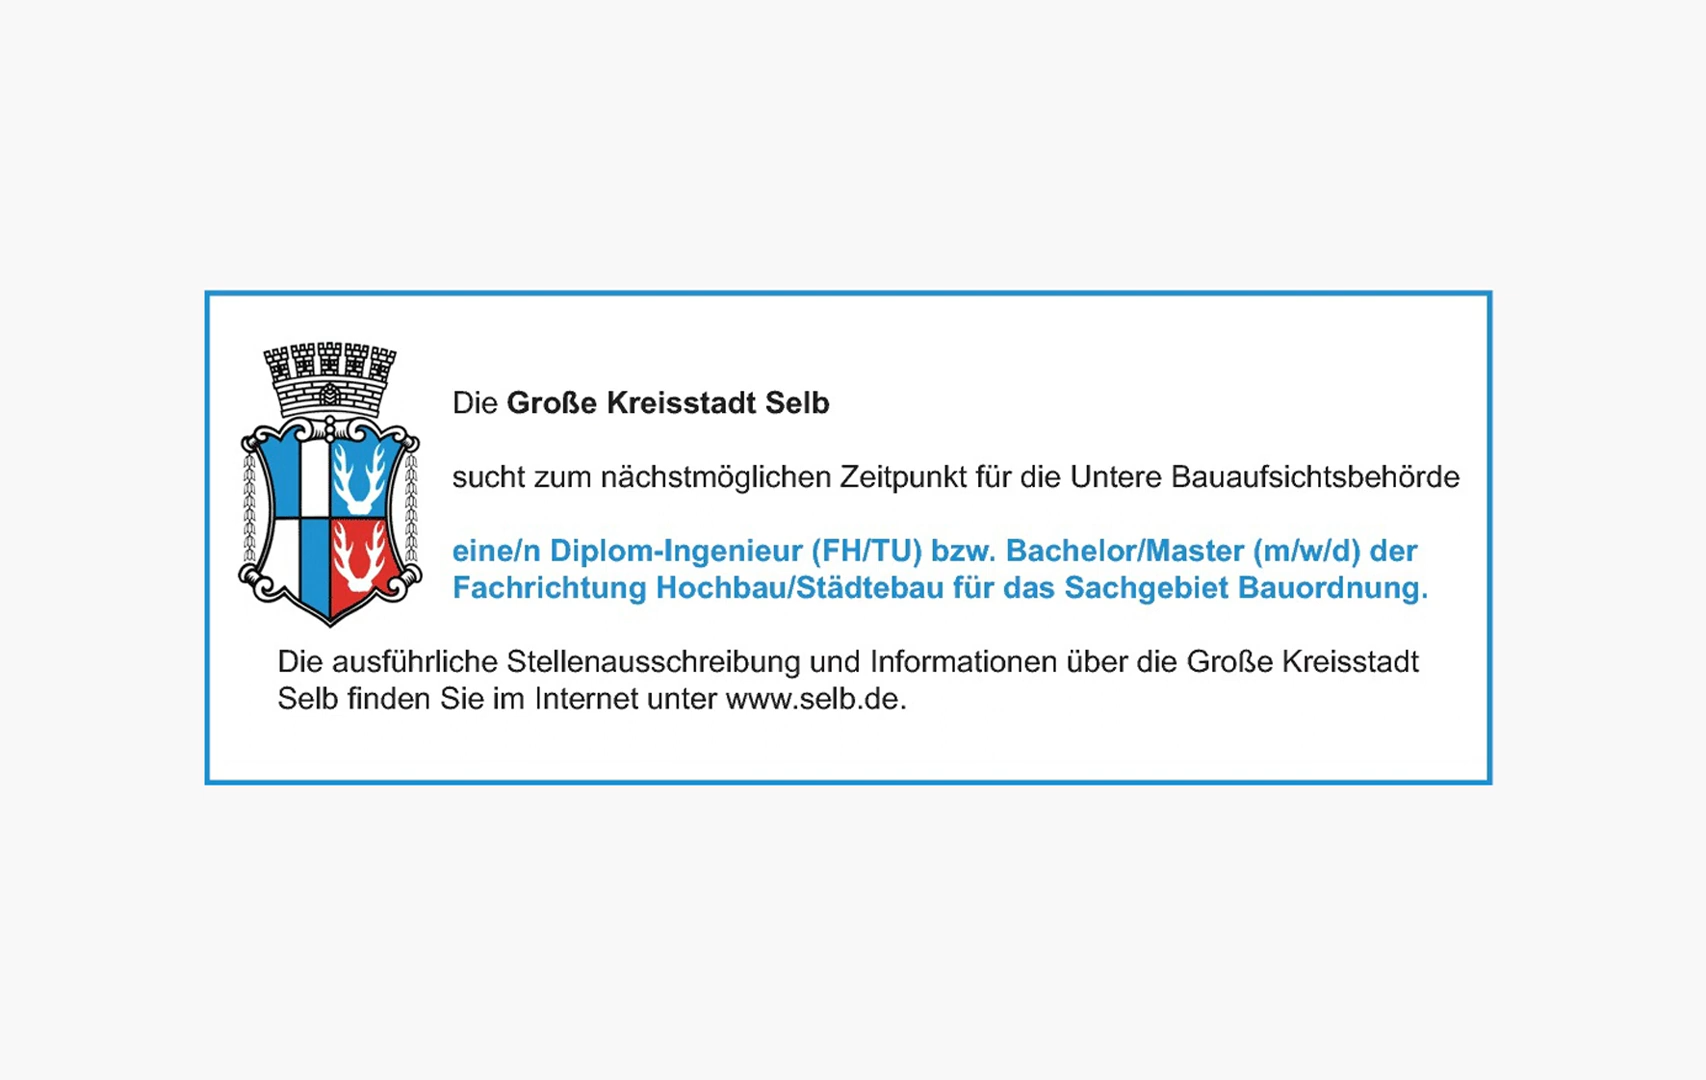 Die Große Kreisstadt Selb
sucht zum nächstmöglichen Zeitpunkt für die Untere Bauaufsichtsbehörde
eine/n Diplom-Ingenieur (FH/TU) bzw. Bachelor/Master (m/w/d) der
Fachrichtung Hochbau/Städtebau für das Sachgebiet Bauordnung.
Die ausführliche Stellenausschreibung und Informationen über die Große Kreisstadt
Selb finden Sie im Internet unter www.selb.de.